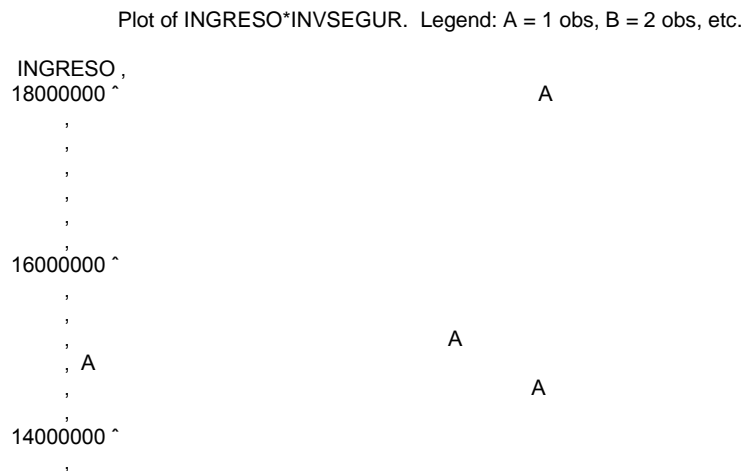 Plot of INGRESO*INVSEGUR.  Legend: A = 1 obs, B = 2 obs, etc.
INGRESO ,
18000000 ˆ                                                                 A
,
,
,
,
,
,
16000000 ˆ
,
,
,                                                      A
,  A
,                                                                A
,
14000000 ˆ
,